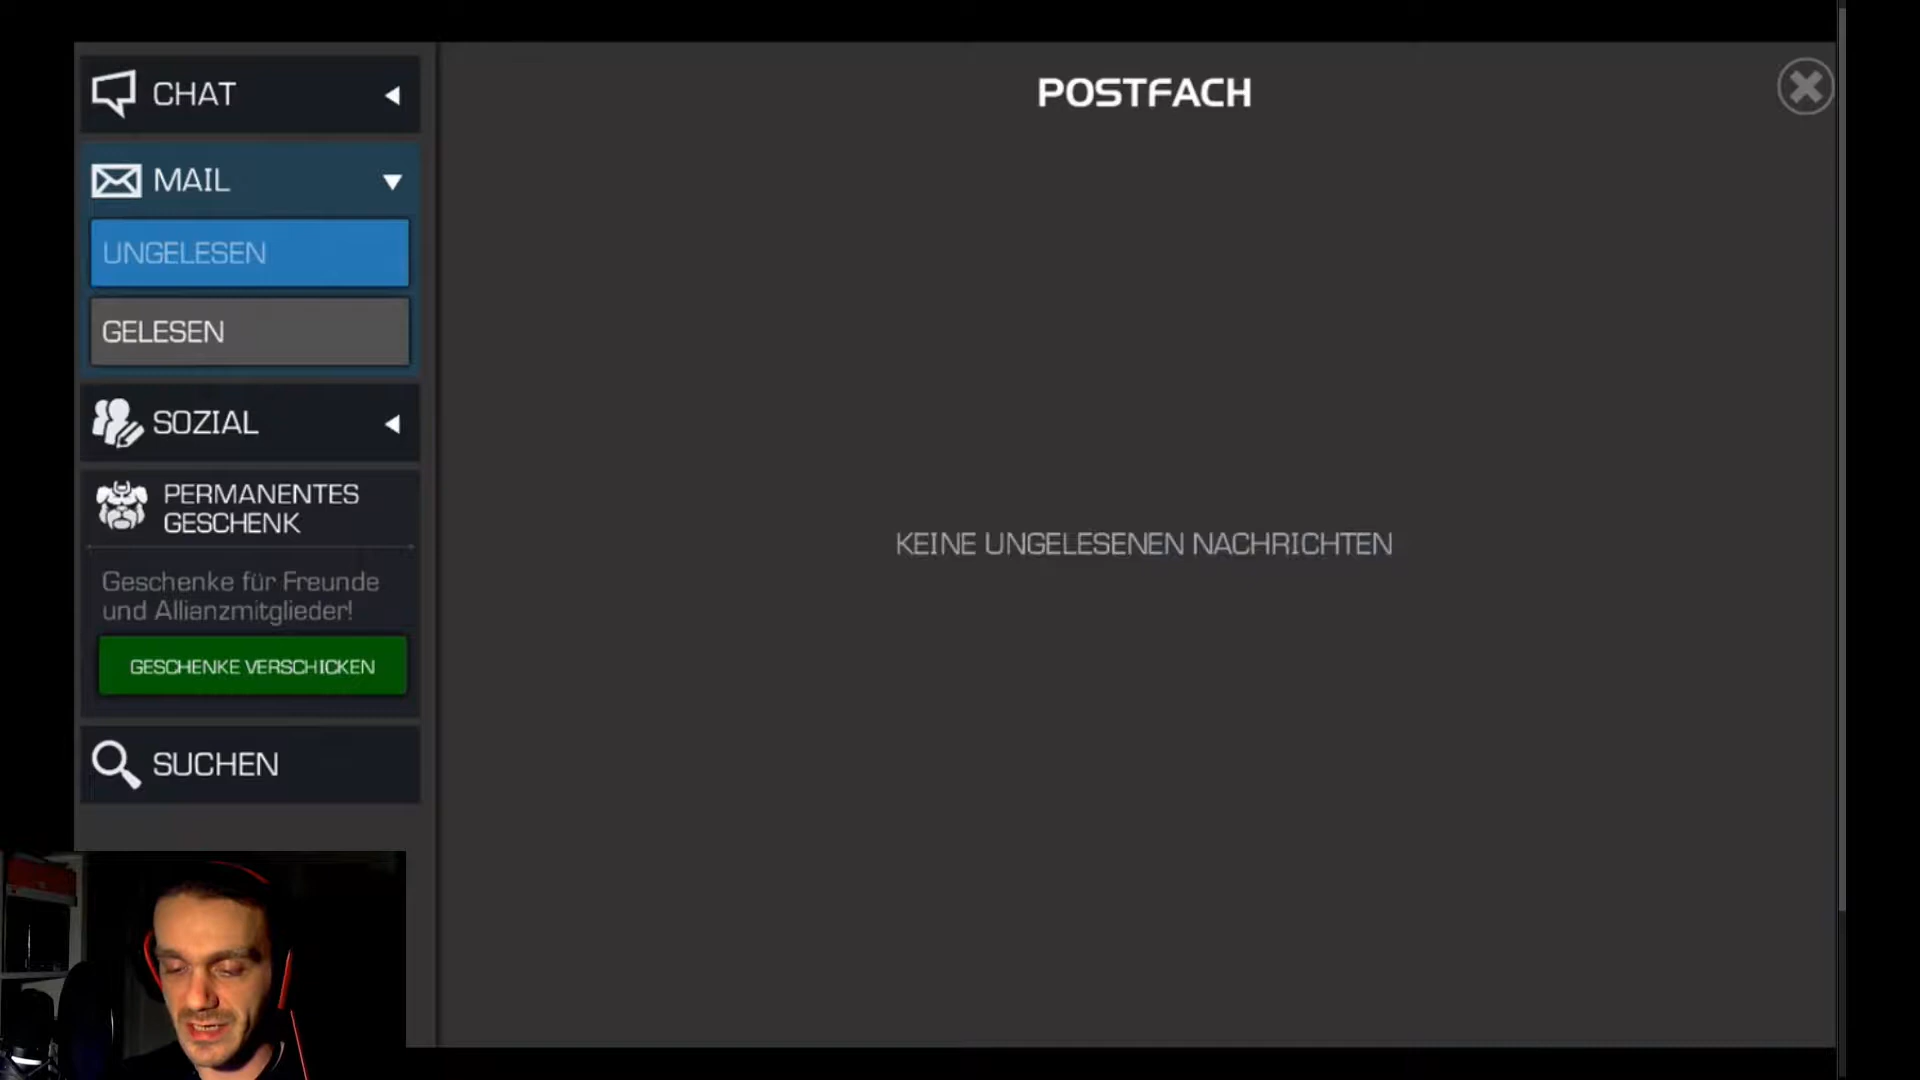 CHAT
MAIL
UNGELESEN
GELESEN
SOZIAL
PERMANENTES
GESCHENK
Geschenke für Freunde
und Allianzmitglieder!
GESCHENKE VERSCHICKEN
SUCHEN
POSTFACH
KEINE UNGELESENEN NACHRICHTEN